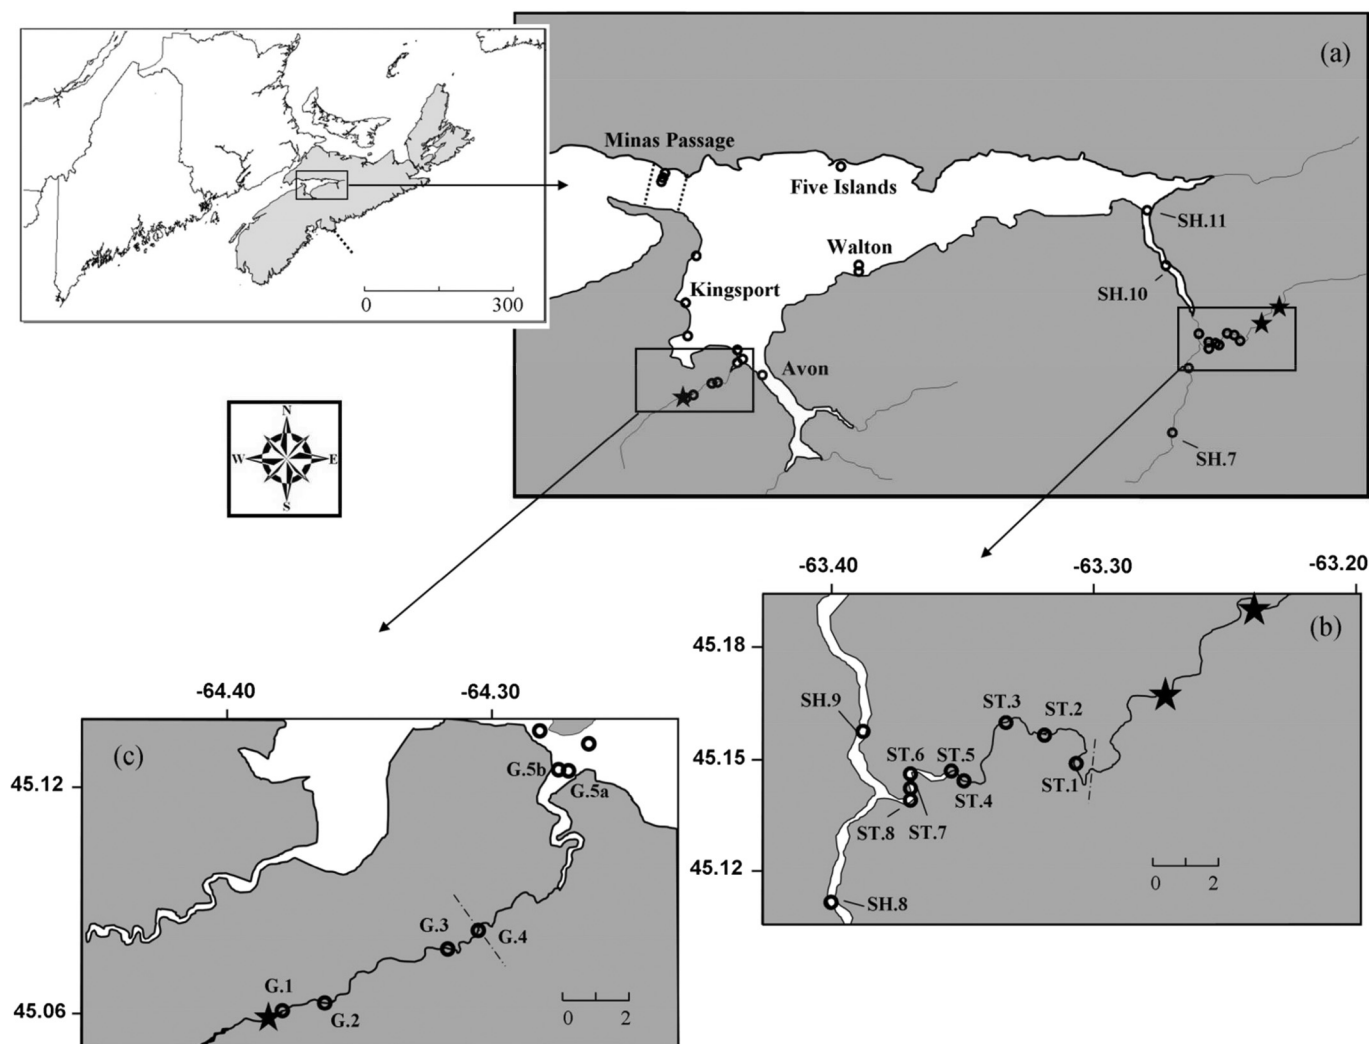 (a)
Minas Passage
Five Islands
SH.11
Walton
SH.10
Kingsport
0 300
Avon
SH.7
N
W E
S
-63.40 -63.30 -63.20
45.18
45.15
45.12
(b)
SH.9
ST.3
ST.2
ST.6
ST.5
ST.1
ST.4
ST.8
ST.7
SH.8
0 2
-64.40 -64.30
45.12
45.06
(c)
G.5b
G.5a
G.3
G.4
G.1
G.2
0 2